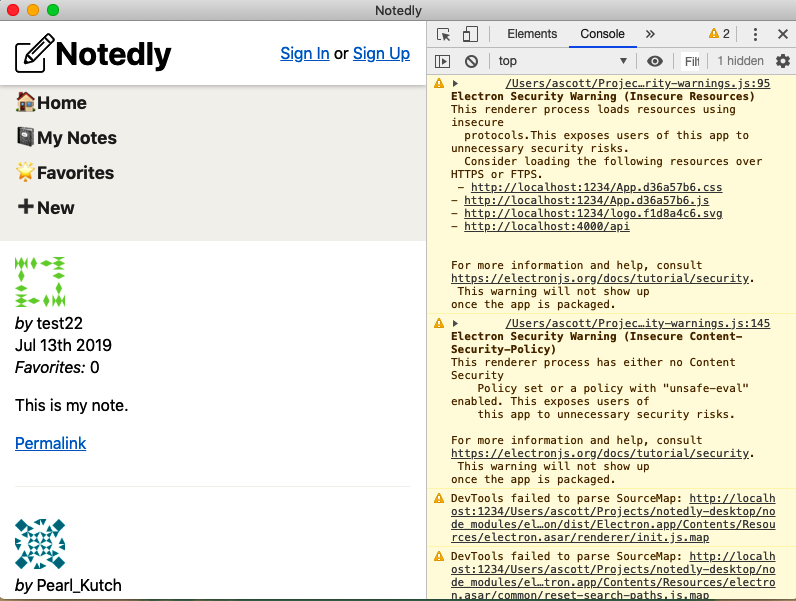 Notedly
Notedly
Sign In or Sign Up
Home
My Notes
Favorites
New
by test22
Jul 13th 2019
Favorites: 0
This is my note.
Permalink
by Pearl_Kutch
Elements Console » 2
top Filt 1 hidden
/Users/ascott/Projec…rity-warnings.js:95
Electron Security Warning (Insecure Resources)
This renderer process loads resources using
insecure
protocols.This exposes users of this app to
unnecessary security risks.
Consider loading the following resources over
HTTPS or FTPS.
- http://localhost:1234/App.d36a57b6.css
- http://localhost:1234/App.d36a57b6.js
- http://localhost:1234/logo.f1d8a4c6.svg
- http://localhost:4000/api
For more information and help, consult
https://electronjs.org/docs/tutorial/security.
This warning will not show up
once the app is packaged.
/Users/ascott/Projec…ity-warnings.js:145
Electron Security Warning (Insecure Content-
Security-Policy)
This renderer process has either no Content
Security
Policy set or a policy with "unsafe-eval"
enabled. This exposes users of
this app to unnecessary security risks.
For more information and help, consult
https://electronjs.org/docs/tutorial/security.
This warning will not show up
once the app is packaged.
DevTools failed to parse SourceMap: http://localh
ost:1234/Users/ascott/Projects/notedly-desktop/no
de_modules/el…on/dist/Electron.app/Contents/Resou
rces/electron.asar/renderer/init.js.map
DevTools failed to parse SourceMap: http://localh
ost:1234/Users/ascott/Projects/notedly-desktop/no
de_modules/el…tron.app/Contents/Resources/electro
n.asar/common/reset-search-paths.js.map